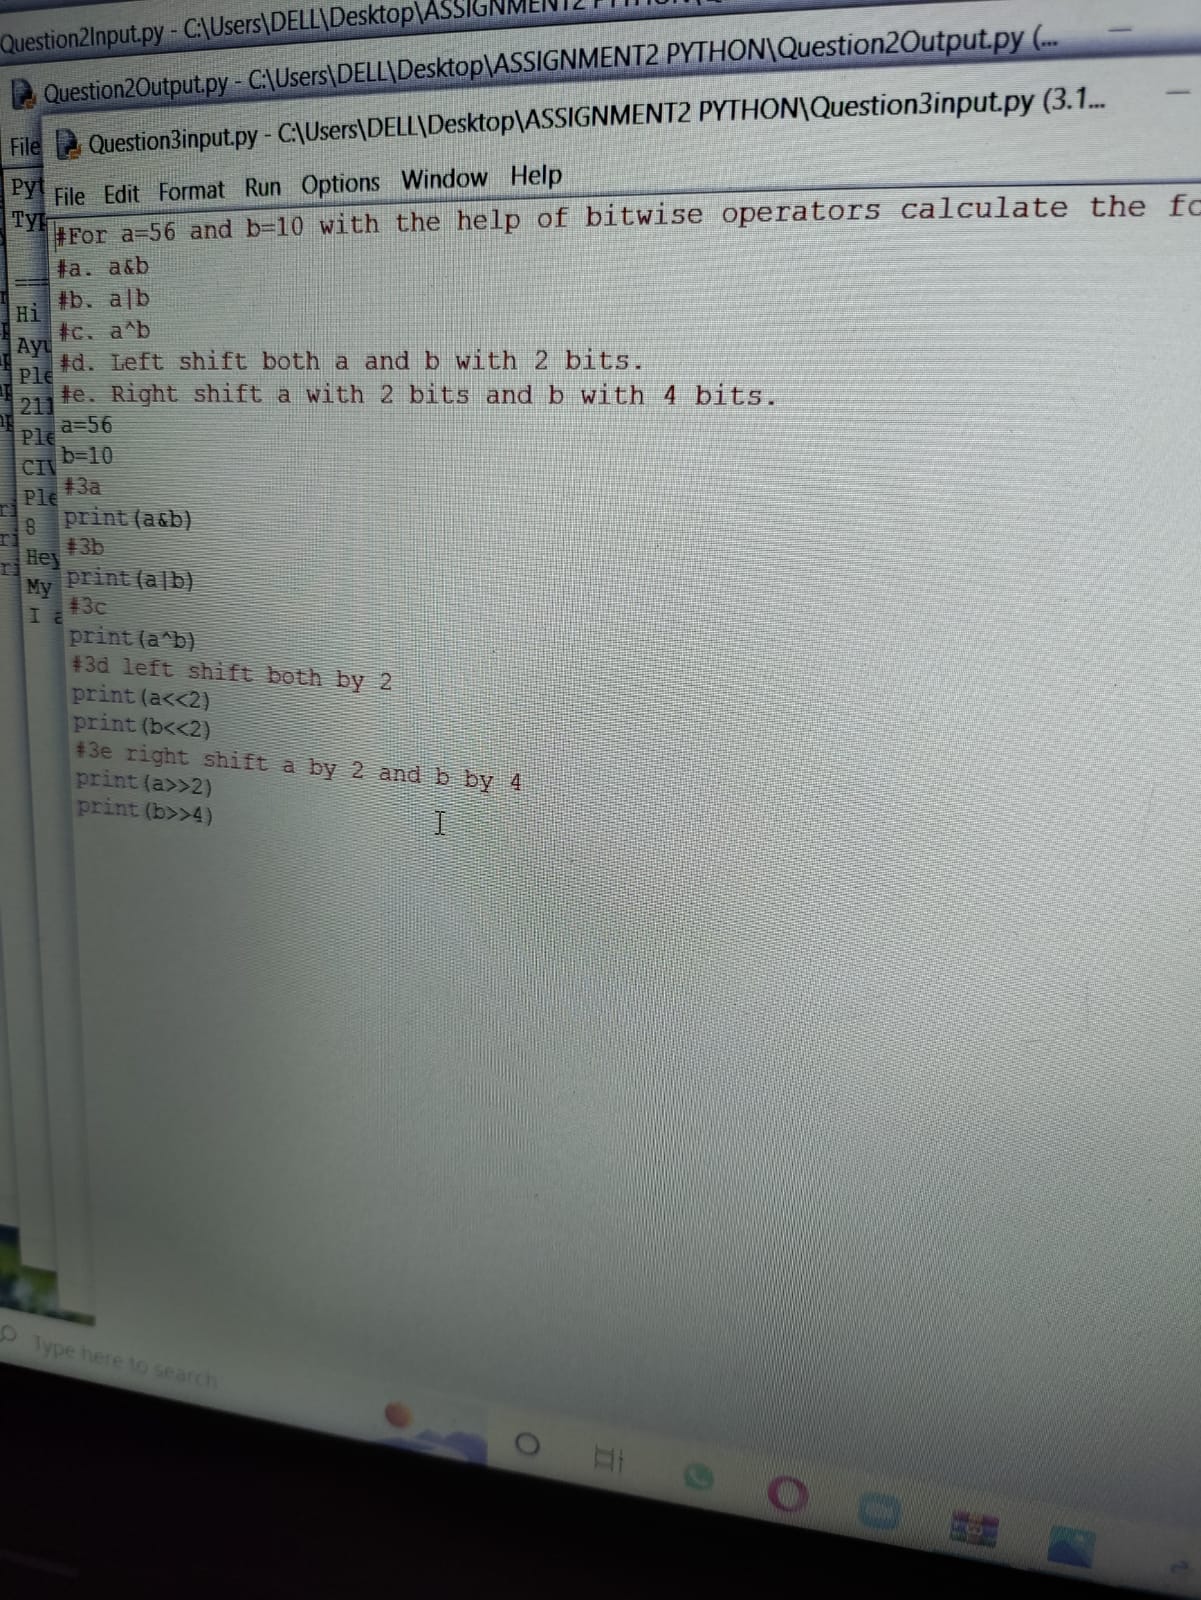 Question2Input.py - C:\Users\DELL\Desktop\ASSIGNMENT2
Question2Output.py - C:\Users\DELL\Desktop\ASSIGNMENT2 PYTHON\Question2Output.py (...
Question3input.py - C:\Users\DELL\Desktop\ASSIGNMENT2 PYTHON\Question3input.py (3.1...
File
File Edit Format Run Options Window Help
#For a=56 and b=10 with the help of bitwise operators calculate the fo
#a. a&b
#b. a|b
#c. a^b
#d. Left shift both a and b with 2 bits.
#e. Right shift a with 2 bits and b with 4 bits.
a=56
b=10
#3a
print(a&b)
#3b
print(a|b)
#3c
print(a^b)
#3d left shift both by 2
print(a<<2)
print(b<<2)
#3e right shift a by 2 and b by 4
print(a>>2)
print(b>>4)
Hi
Ple
211
Ple
CIV
Ple
8
Hey
My
I a
Type here to search